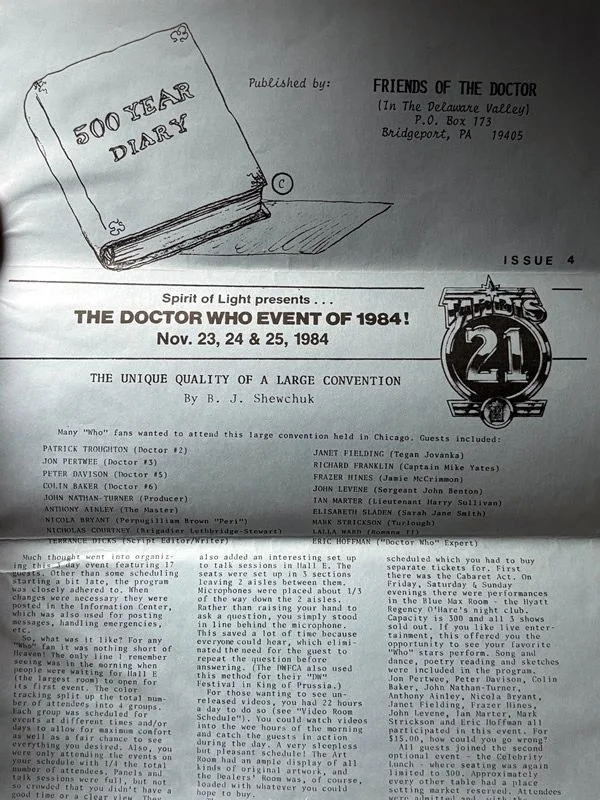 500 YEAR
DIARY
Published by:
FRIENDS OF THE DOCTOR
(In The Delaware Valley)
P.O. Box 173
Bridgeport, PA 19405
C
ISSUE 4
Spirit of Light presents . . .
THE DOCTOR WHO EVENT OF 1984!
Nov. 23, 24 & 25, 1984
TARDIS
21
THE UNIQUE QUALITY OF A LARGE CONVENTION
By B. J. Shewchuk
Many "Who" fans wanted to attend this large convention held in Chicago. Guests included:
PATRICK TROUGHTON (Doctor #2)
JON PERTWEE (Doctor #3)
PETER DAVISON (Doctor #5)
COLIN BAKER (Doctor #6)
JOHN NATHAN-TURNER (Producer)
ANTHONY AINLEY (The Master)
NICOLA BRYANT (Perpugilliam Brown "Peri")
NICHOLAS COURTNEY (Brigadier Lethbridge-Stewart)
TERRANCE DICKS (Script Editor/Writer)
JANET FIELDING (Tegan Jovanka)
RICHARD FRANKLIN (Captain Mike Yates)
FRAZER HINES (Jamie McCrimmon)
JOHN LEVENE (Sergeant John Benton)
IAN MARTER (Lieutenant Harry Sullivan)
ELISABETH SLADEN (Sarah Jane Smith)
MARK STRICKSON (Turlough)
LALLA WARD (Romana II)
ERIC HOFFMAN ("Doctor Who" Expert)
Much thought went into organiz-
ing this day event featuring 17
guests. Other than some scheduling
starting a bit late, the program
was closely adhered to. When
changes were necessary they were
posted in the Information Center,
which was also used for posting
messages, handling emergencies,
etc.
So, what was it like? For any
"Who" fan it was nothing short of
Heaven! The only line I remember
seeing was in the morning when
people were waiting for Hall E
(the largest room) to open for
its first event. The color
tracking split up the total num-
ber of attendees into 4 groups.
Each group was scheduled for
events at different times and/or
days to allow for maximum comfort
as well as a fair chance to see
everything you desired. Also, you
were only attending the events on
your schedule with 1/4 the total
number of attendees. Panels and
talk sessions were full, but not
so crowded that you didn't have a
good time or a clear view. They
also added an interesting set up
to talk sessions in Hall E. The
seats were set up in 3 sections
leaving 2 aisles between them.
Microphones were placed about 1/3
of the way down the 2 aisles.
Rather than raising your hand to
ask a question, you simply stood
in line behind the microphone.
This saved a lot of time because
everyone could hear, which elimi-
nated the need for the guest to
repeat the question before
answering. (The DWFCA also used
this method for their "DW"
Festival in King of Prussia.)
For those wanting to see un-
released videos, you had 22 hours
a day to do so (see "Video Room
Schedule"). You could watch videos
into the wee hours of the morning
and catch the guests in action
during the day. A very sleepless
but pleasant schedule! The Art
Room had an ample display of all
kinds of original artwork, and
the Dealers' Room was, of course,
loaded with whatever you could
hope to buy.
scheduled which you had to buy
separate tickets for. First
there was the Cabaret Act. On
Friday, Saturday & Sunday
evenings there were performances
in the Blue Max Room - the Hyatt
Regency O'Hare's night club.
Capacity is 300 and all 3 shows
sold out. If you like live enter-
tainment, this offered you the
opportunity to see your favorite
"Who" stars perform. Song and
dance, poetry reading and sketches
were included in the program.
Jon Pertwee, Peter Davison, Colin
Baker, John Nathan-Turner,
Anthony Ainley, Nicola Bryant,
Janet Fielding, Frazer Hines,
John Levene, Ian Marter, Mark
Strickson and Eric Hoffman all
participated in this event. For
$15.00, how could you go wrong?
All guests joined the second
optional event - the Celebrity
Lunch - where seating was again
limited to 300. Approximately
every other table had a place
setting market reserved. Attendees
were admitted and